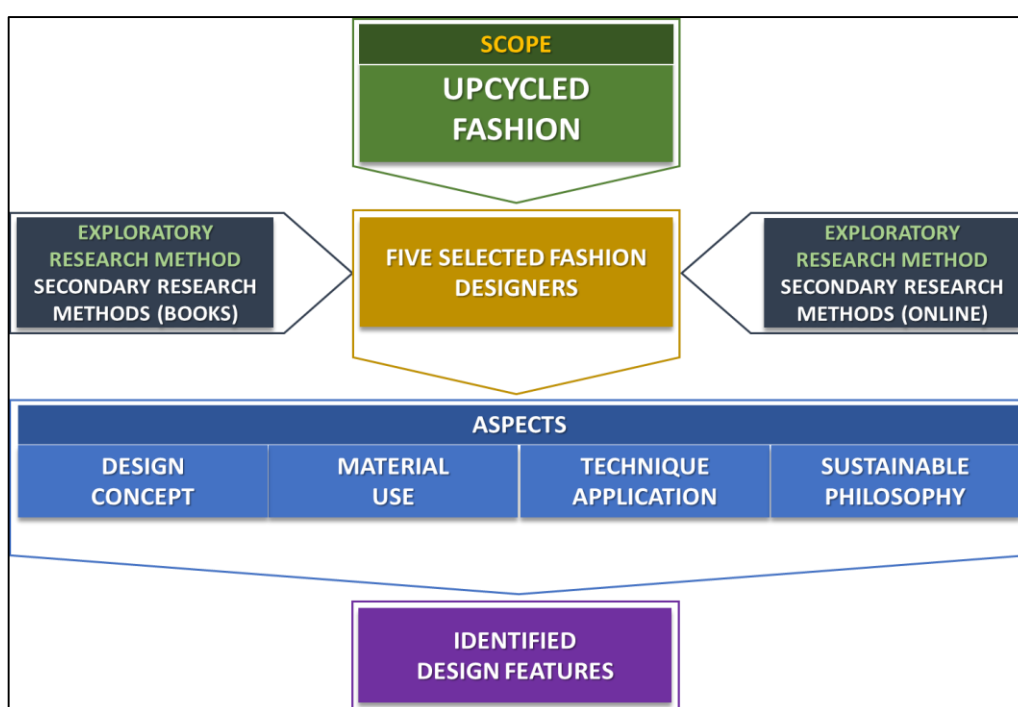 SCOPE
UPCYCLED
FASHION
EXPLORATORY
RESEARCH METHOD
SECONDARY RESEARCH
METHODS (BOOKS)
FIVE SELECTED FASHION
DESIGNERS
EXPLORATORY
RESEARCH METHOD
SECONDARY RESEARCH
METHODS (ONLINE)
ASPECTS
DESIGN
CONCEPT
MATERIAL
USE
TECHNIQUE
APPLICATION
SUSTAINABLE
PHILOSOPHY
IDENTIFIED
DESIGN FEATURES